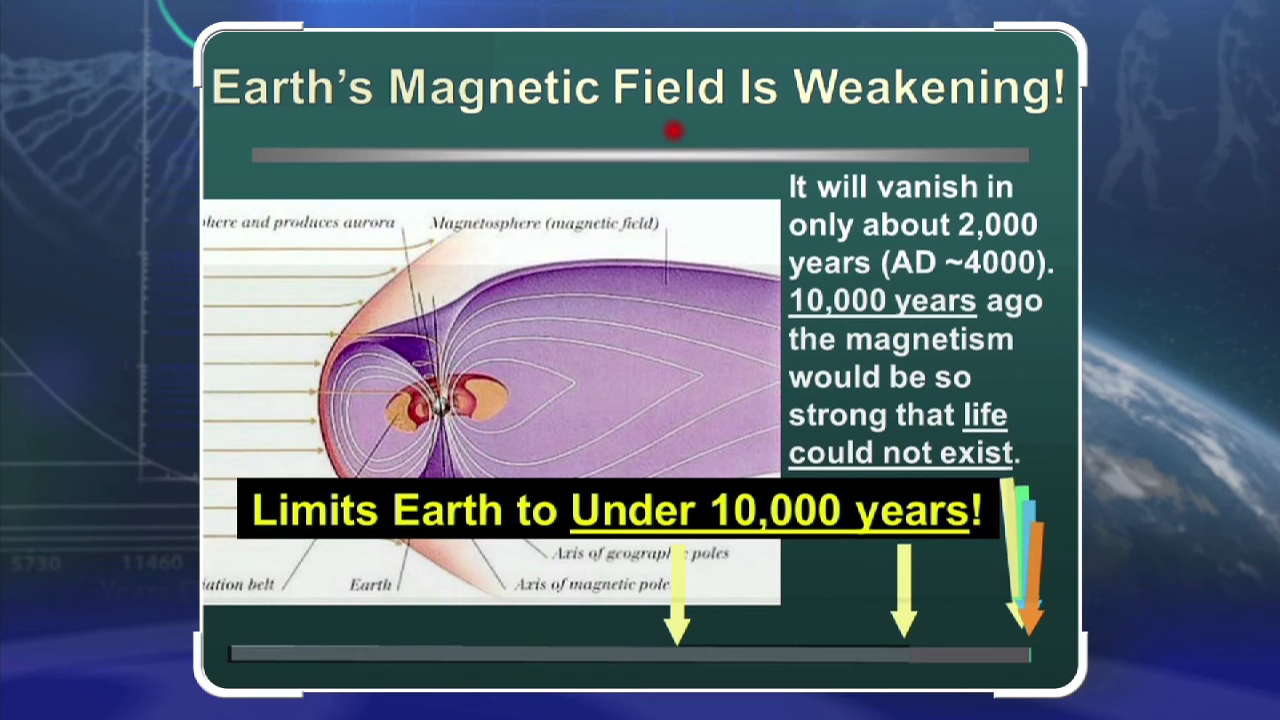 Earth's Magnetic Field Is Weakening!
It will vanish in
only about 2,000
years (AD ~4000).
10,000 years ago
the magnetism
would be so
strong that life
could not exist.
here and produces aurora
Magnetosphere (magnetic field)
Limits Earth to Under 10,000 years!
Axis of geograph poles
iation belt
Earth
Axis of magnetic pole
5730
11460